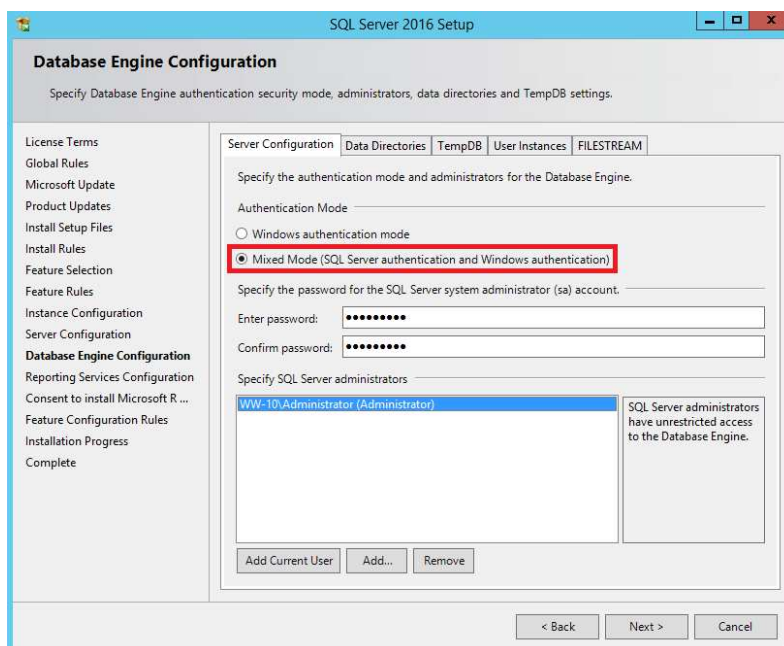 SQL Server 2016 Setup
Database Engine Configuration
Specify Database Engine authentication security mode, administrators, data directories and TempDB settings.
License Terms
Global Rules
Microsoft Update
Product Updates
Install Setup Files
Install Rules
Feature Selection
Feature Rules
Instance Configuration
Server Configuration
Database Engine Configuration
Reporting Services Configuration
Consent to install Microsoft R ...
Feature Configuration Rules
Installation Progress
Complete
Server Configuration Data Directories TempDB User Instances FILESTREAM
Specify the authentication mode and administrators for the Database Engine.
Authentication Mode
Windows authentication mode
Mixed Mode (SQL Server authentication and Windows authentication)
Specify the password for the SQL Server system administrator (sa) account.
Enter password: •••••••••
Confirm password: •••••••••
Specify SQL Server administrators
WW-10\Administrator (Administrator)
SQL Server administrators
have unrestricted access
to the Database Engine.
Add Current User Add... Remove
< Back Next > Cancel